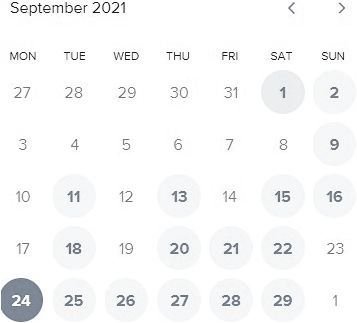 September 2021
MON TUE WED THU FRI SAT SUN
27 28 29 30 31 1 2
3 4 5 6 7 8 9
10 11 12 13 14 15 16
17 18 19 20 21 22 23
24 25 26 27 28 29 1